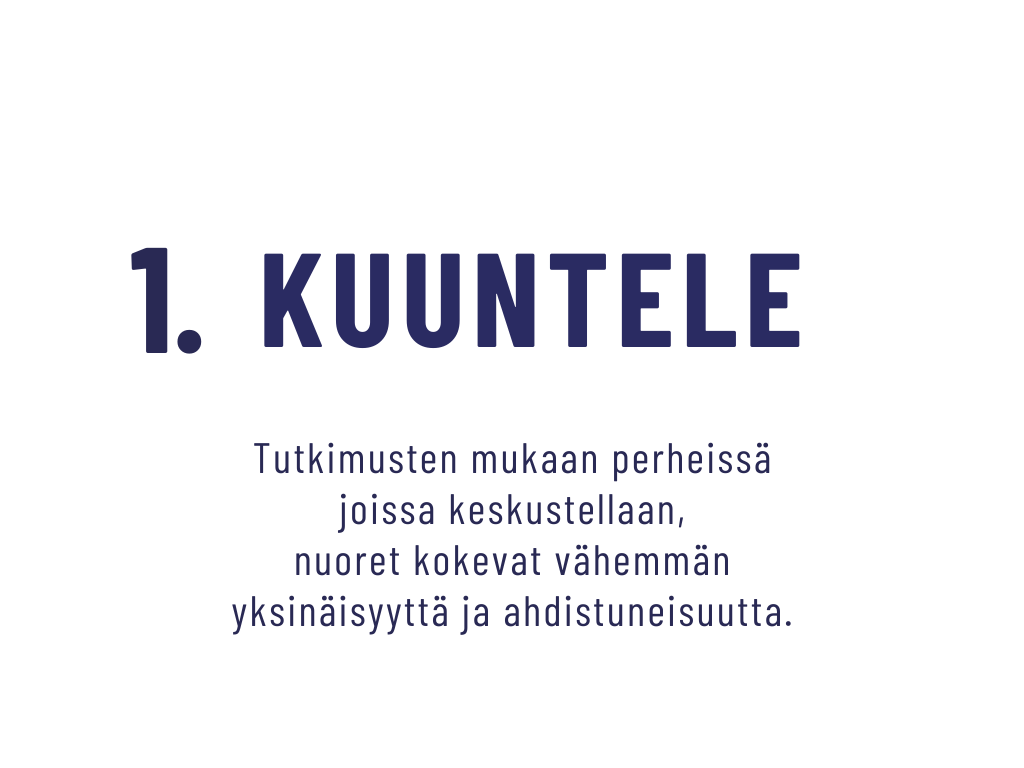 1. KUUNTELE
Tutkimusten mukaan perheissä
joissa keskustellaan,
nuoret kokevat vähemmän
yksinäisyyttä ja ahdistuneisuutta.